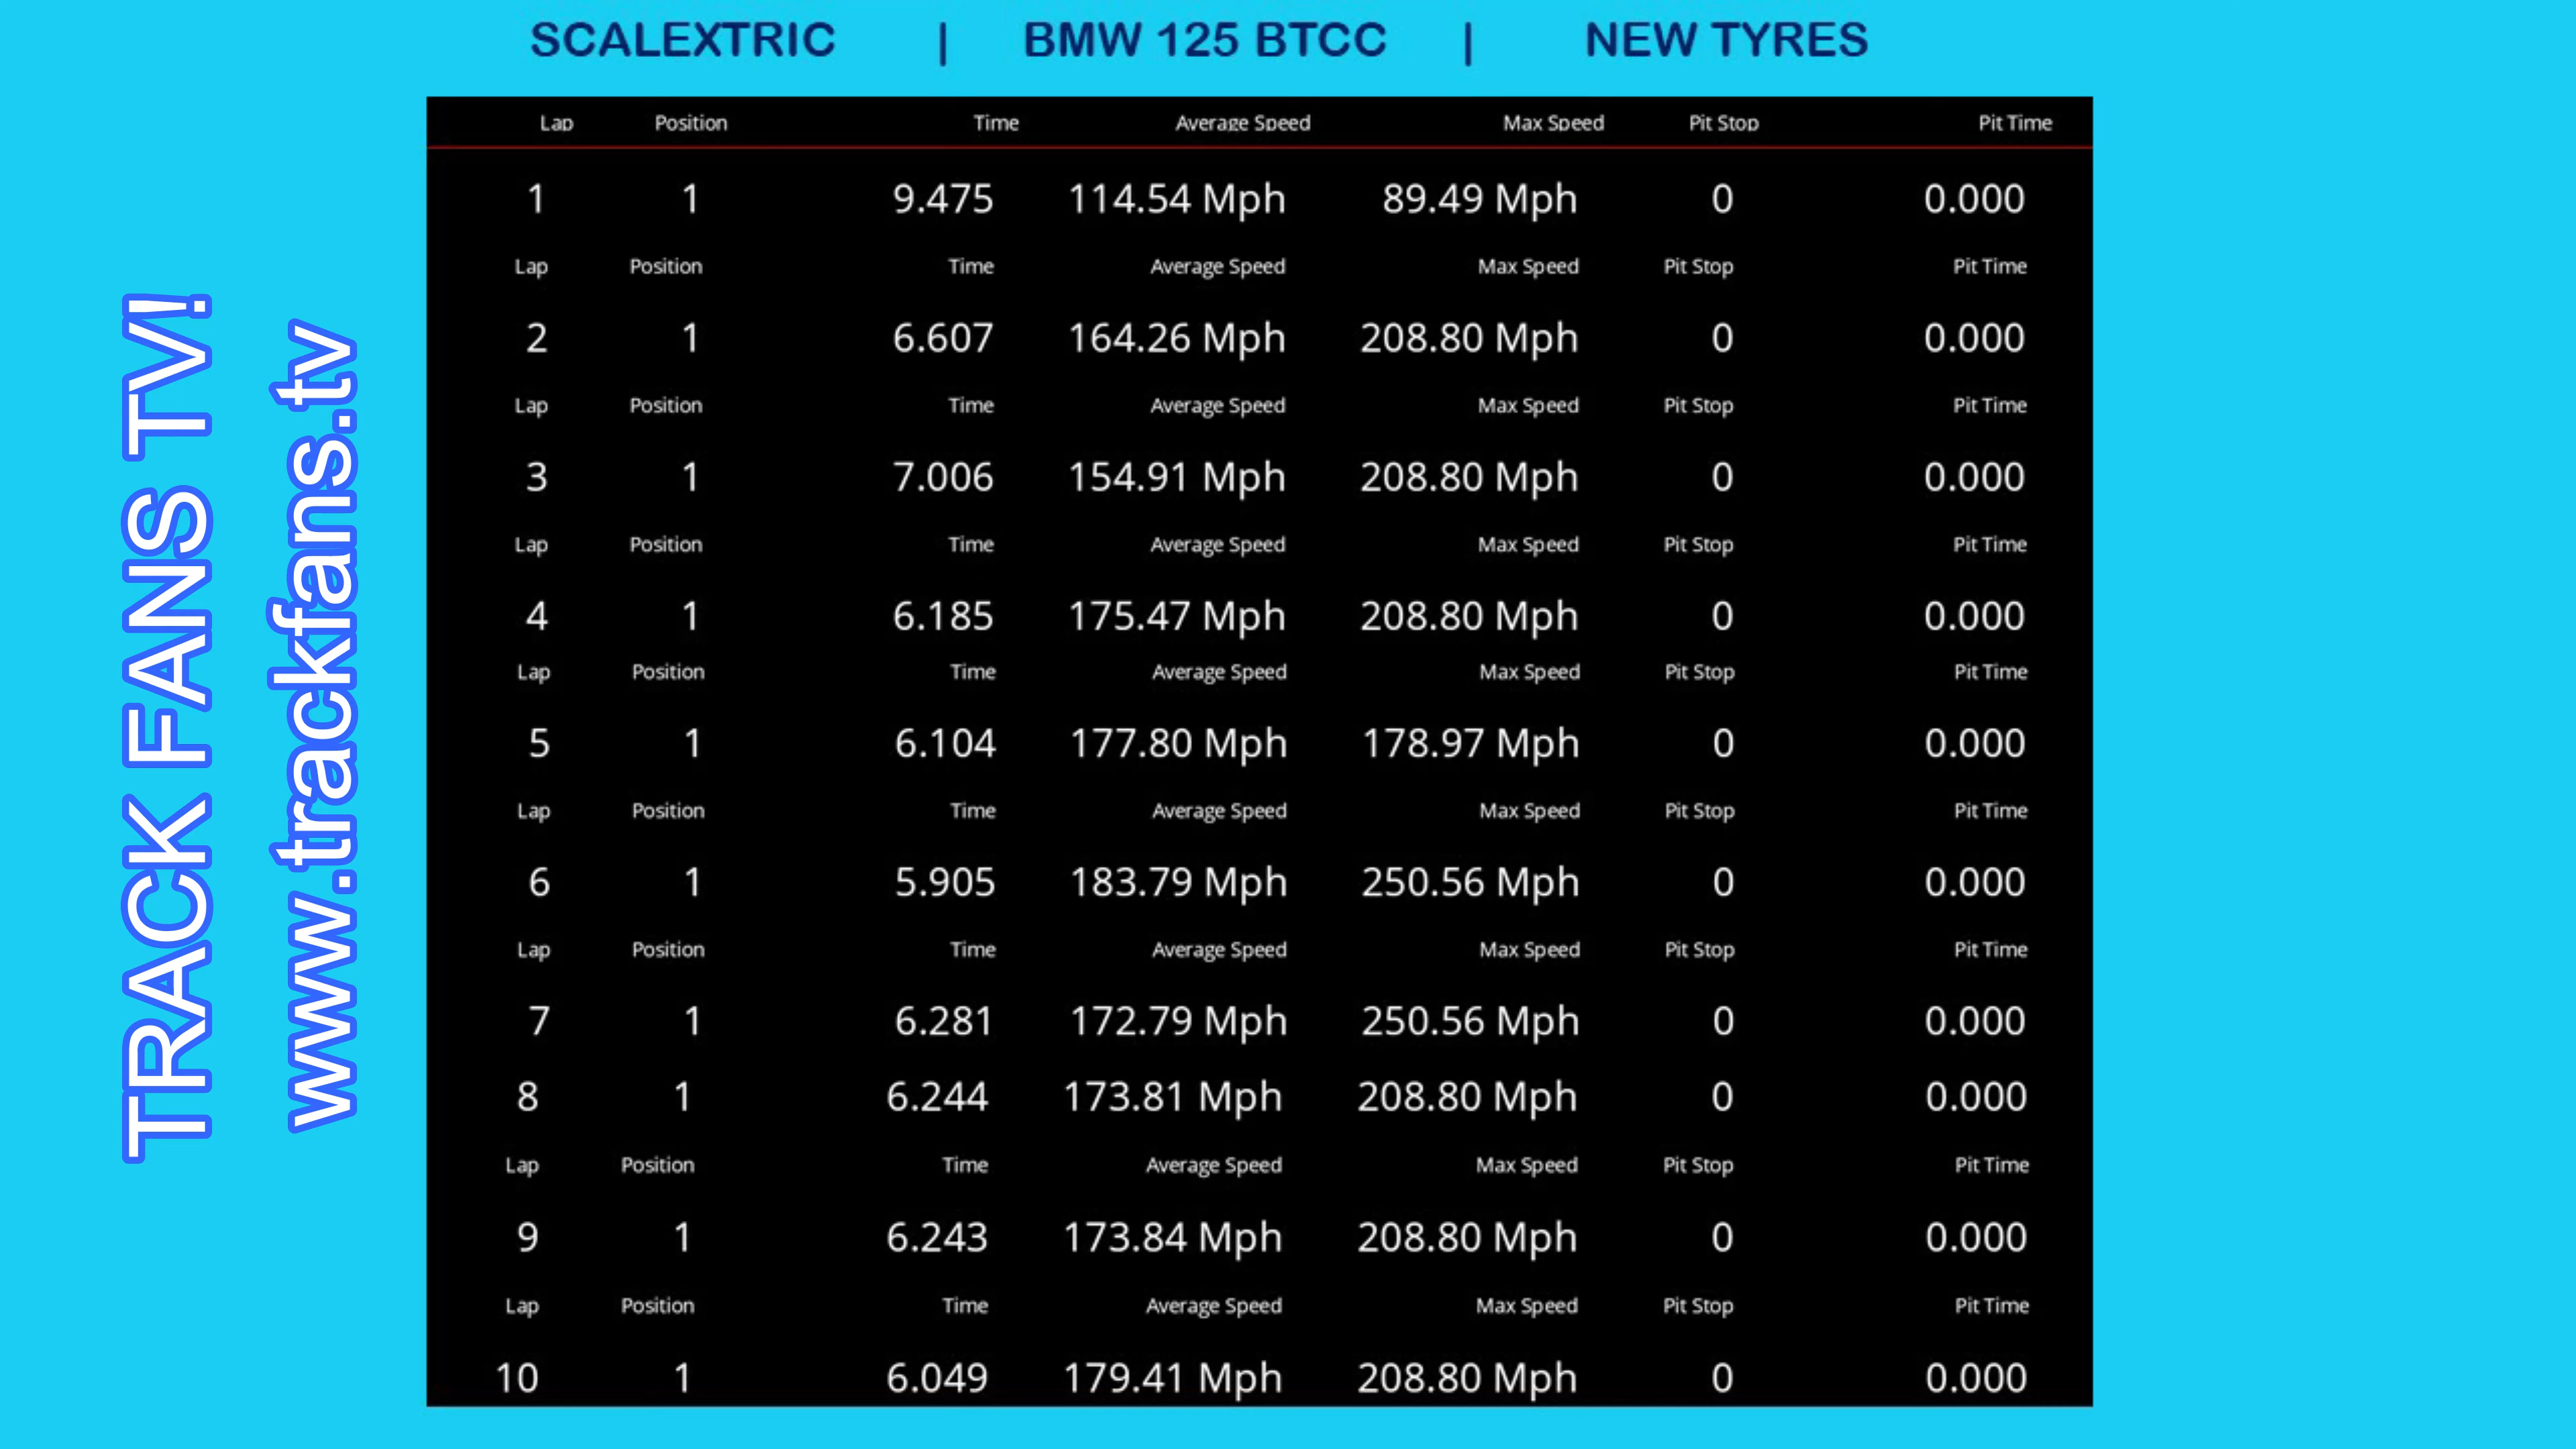 SCALEXTRIC | BMW 125 BTCC | NEW TYRES
TRACK FANS TV!
www.trackfans.tv
Lap Position Time Average Speed Max Speed Pit Stop Pit Time
1 1 9.475 114.54 Mph 89.49 Mph 0 0.000
Lap Position Time Average Speed Max Speed Pit Stop Pit Time
2 1 6.607 164.26 Mph 208.80 Mph 0 0.000
Lap Position Time Average Speed Max Speed Pit Stop Pit Time
3 1 7.006 154.91 Mph 208.80 Mph 0 0.000
Lap Position Time Average Speed Max Speed Pit Stop Pit Time
4 1 6.185 175.47 Mph 208.80 Mph 0 0.000
Lap Position Time Average Speed Max Speed Pit Stop Pit Time
5 1 6.104 177.80 Mph 178.97 Mph 0 0.000
Lap Position Time Average Speed Max Speed Pit Stop Pit Time
6 1 5.905 183.79 Mph 250.56 Mph 0 0.000
Lap Position Time Average Speed Max Speed Pit Stop Pit Time
7 1 6.281 172.79 Mph 250.56 Mph 0 0.000
8 1 6.244 173.81 Mph 208.80 Mph 0 0.000
Lap Position Time Average Speed Max Speed Pit Stop Pit Time
9 1 6.243 173.84 Mph 208.80 Mph 0 0.000
Lap Position Time Average Speed Max Speed Pit Stop Pit Time
10 1 6.049 179.41 Mph 208.80 Mph 0 0.000